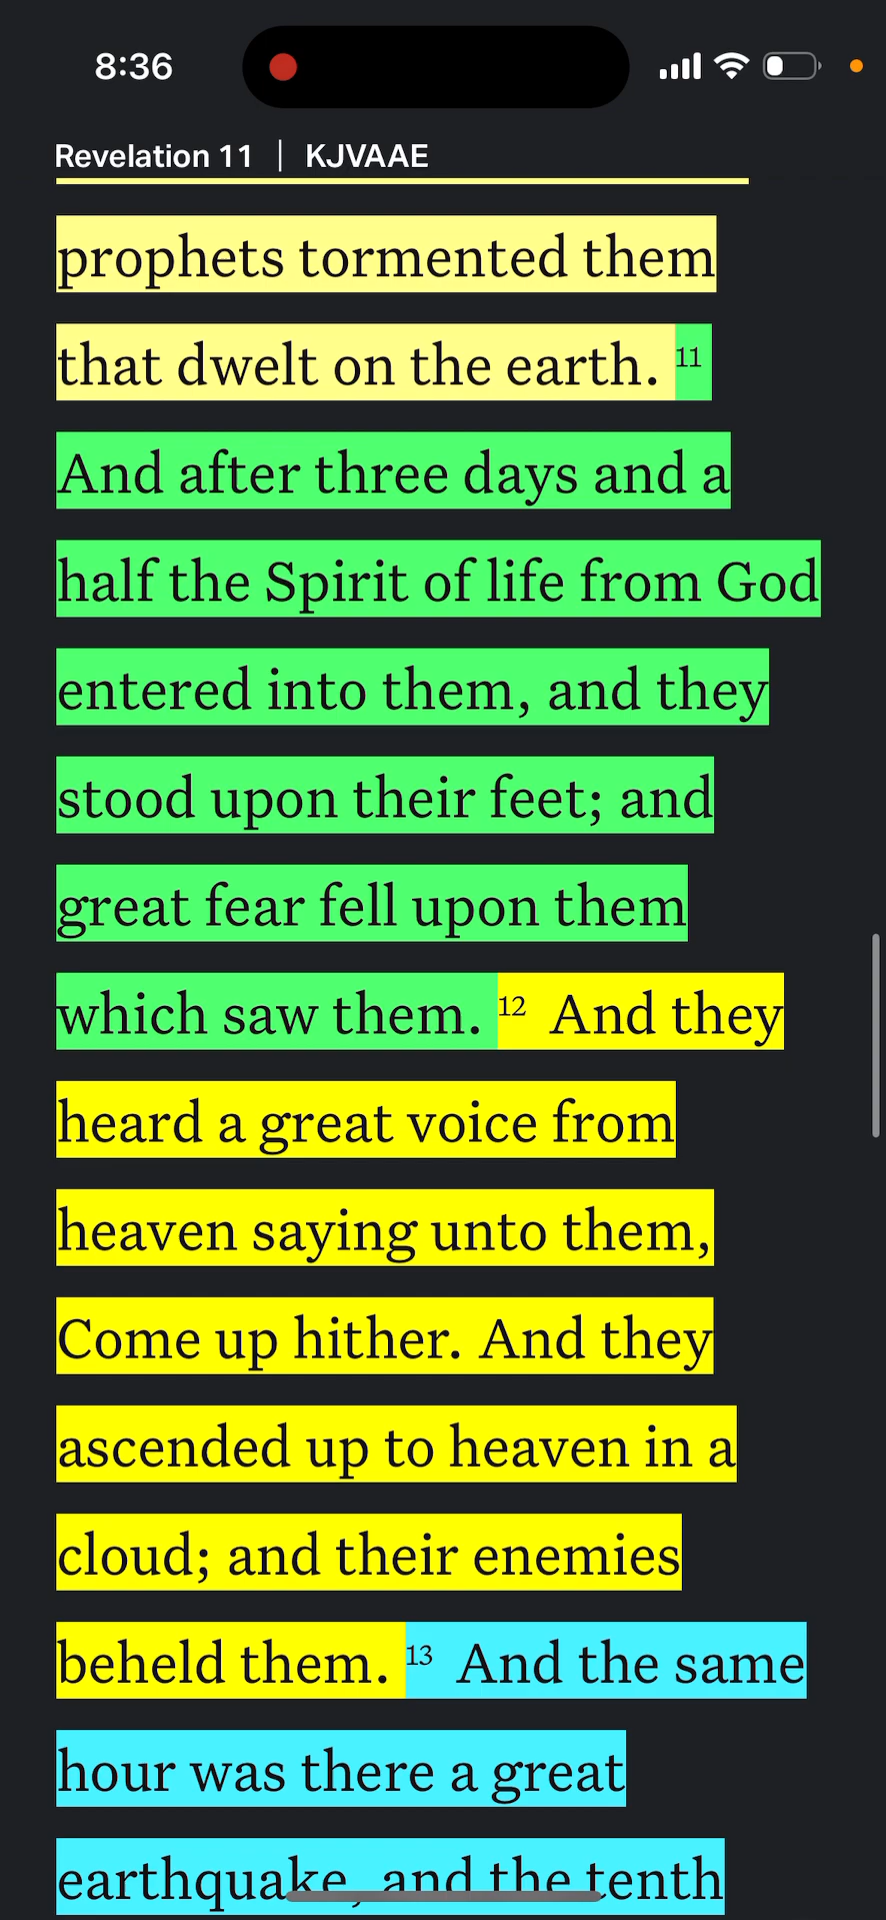 8:36
Revelation 11 | KJVAAE
prophets tormented them
that dwelt on the earth. 11
And after three days and a
half the Spirit of life from God
entered into them, and they
stood upon their feet; and
great fear fell upon them
which saw them. 12 And they
heard a great voice from
heaven saying unto them,
Come up hither. And they
ascended up to heaven in a
cloud; and their enemies
beheld them. 13 And the same
hour was there a great
earthquake, and the tenth